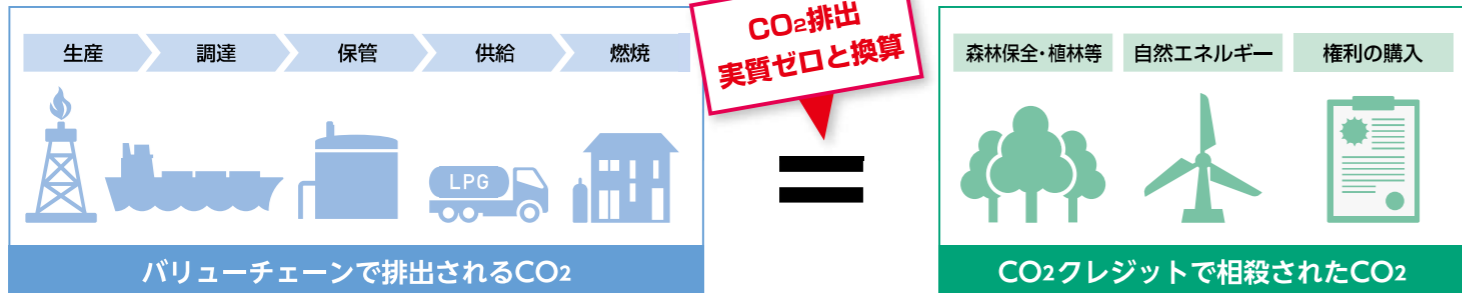 生産
調達
保管
供給
燃焼
LPG
バリューチェーンで排出されるCO2
CO2排出
実質ゼロと換算
=
森林保全・植林等
自然エネルギー
権利の購入
CO2クレジットで相殺されたCO2